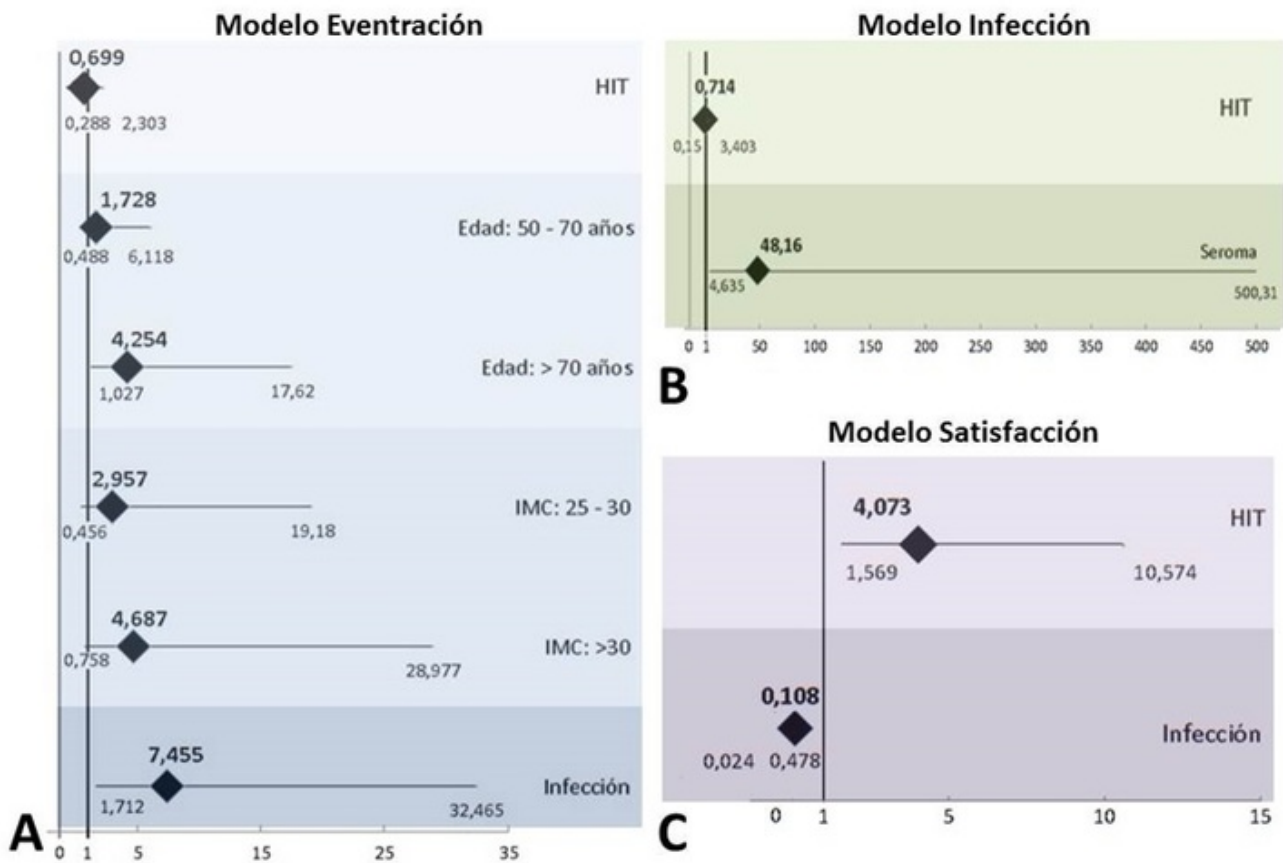 Modelo Eventración
0,699
HIT
0,288 2,303
1,728
Edad: 50 - 70 años
0,488 6,118
4,254
Edad: > 70 años
1,027 17,62
2,957
IMC: 25 - 30
0,456 19,18
4,687
IMC: >30
0,758 28,977
7,455
Infección
1,712 32,465
A
0 1 5 15 25 35
Modelo Infección
0,714
HIT
0,15 3,403
48,16
Seroma
4,635 500,31
0 1 50 100 150 200 250 300 350 400 450 500
B
Modelo Satisfacción
4,073
HIT
1,569 10,574
0,108
Infección
0,024 0,478
C
0 1 5 10 15